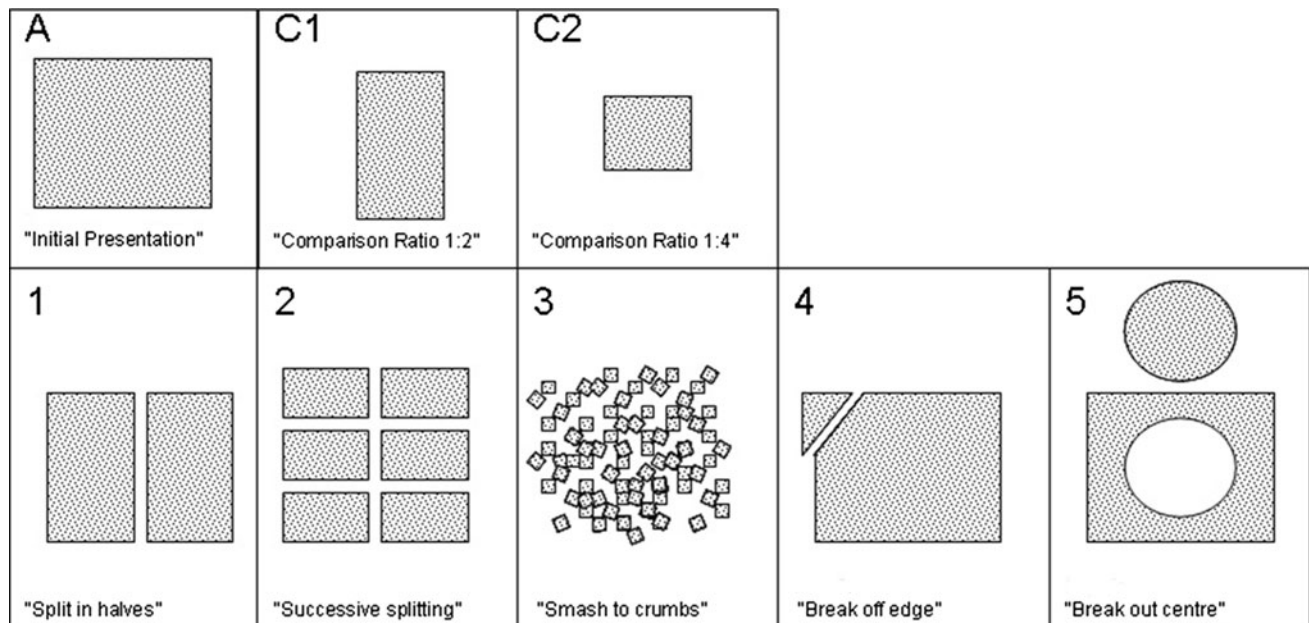 A
C1
C2
"Initial Presentation"
"Comparison Ratio 1:2"
"Comparison Ratio 1:4"
1
2
3
4
5
"Split in halves"
"Successive splitting"
"Smash to crumbs"
"Break off edge"
"Break out centre"